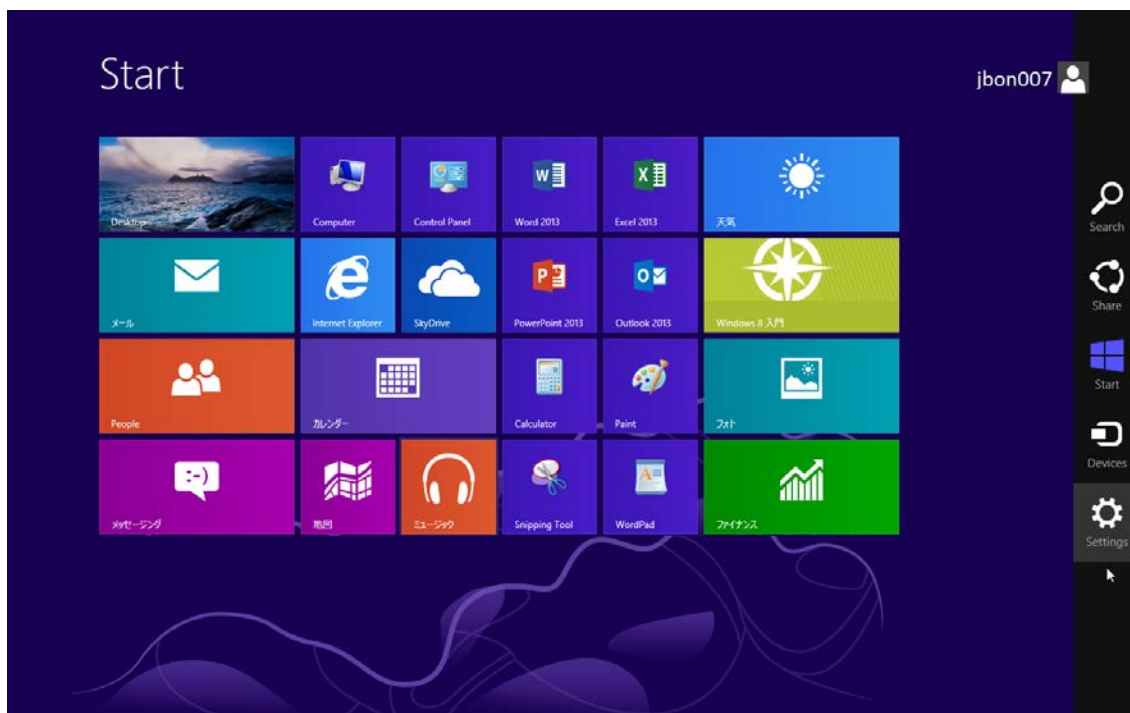 Start
jbon007
Desktop
Computer
Control Panel
Word 2013
Excel 2013
天気
メール
Internet Explorer
SkyDrive
PowerPoint 2013
Outlook 2013
Windows 8 入門
People
カレンダー
Calculator
Paint
フォト
メッセージング
地図
ミュージック
Snipping Tool
WordPad
ファイナンス
Search
Share
Start
Devices
Settings